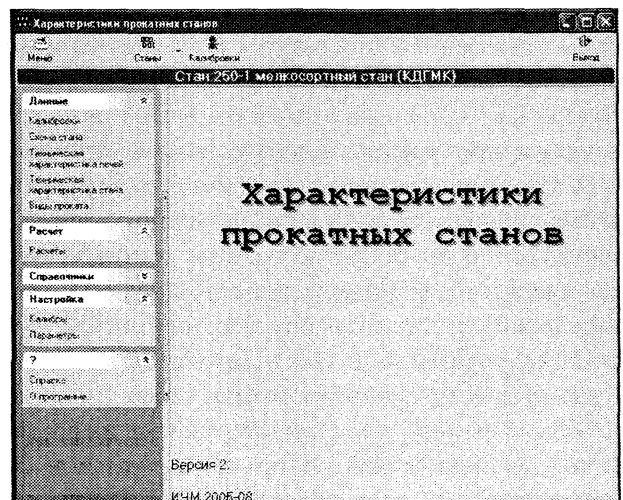 Характеристики прокатных станов
Меню Станы Калибровки Выход
Стан 250-1 мелкосортный стан (КДГМК)
Данные
Калибровки
Схема стана
Техническая
характеристика печей
Техническая
характеристика стана
Виды проката
Расчет
Расчеты
Справочники
Настройка
Калибры
Параметры
?
Справка
О программе
Характеристики
прокатных станов
Версия 2.
ИЧМ 2005-08